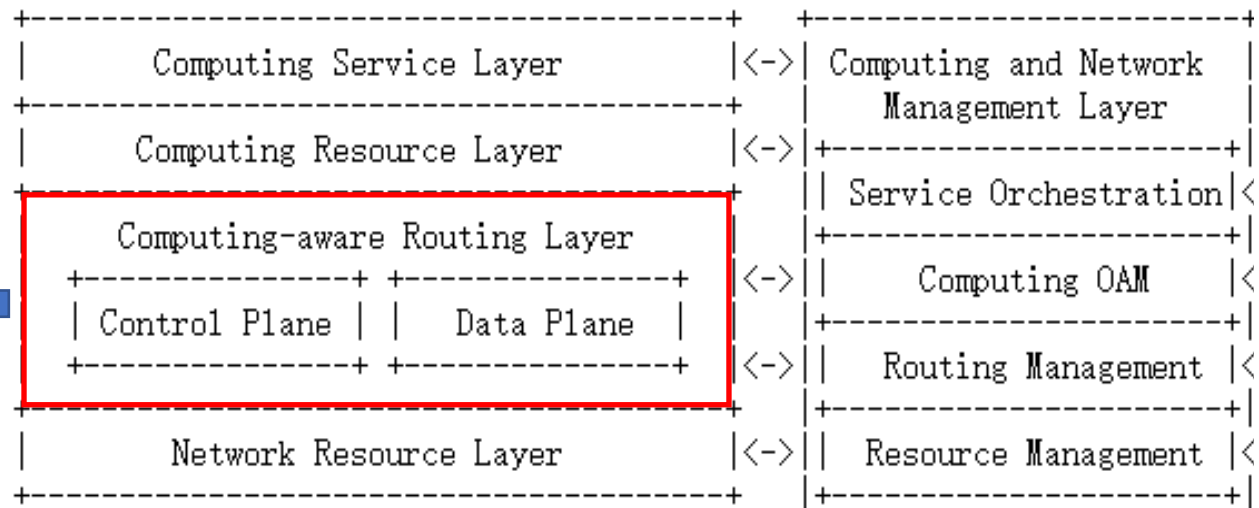 Computing Service Layer |<->| Computing and Network
Management Layer
Computing Resource Layer |<->|
|| Service Orchestration|<
Computing-aware Routing Layer
|<->|| Computing OAM |<
| Control Plane | | Data Plane |
|<->|| Routing Management |<
| Network Resource Layer |<->|| Resource Management |<